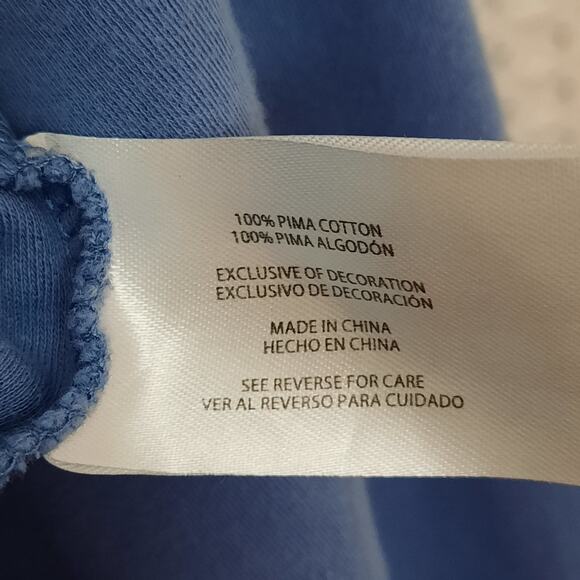 100% PIMA COTTON
100% PIMA ALGODÓN
EXCLUSIVE OF DECORATION
EXCLUSIVO DE DECORACIÓN
MADE IN CHINA
HECHO EN CHINA
SEE REVERSE FOR CARE
VER AL REVERSO PARA CUIDADO